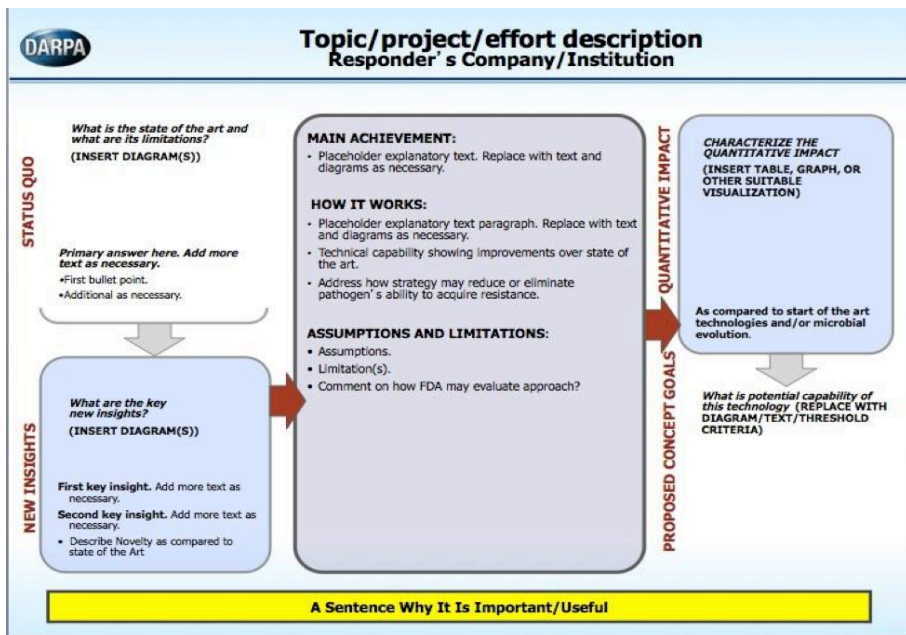 DARPA
Topic/project/effort description
Responder's Company/Institution
STATUS QUO
What is the state of the art and
what are its limitations?
(INSERT DIAGRAM(S))
Primary answer here. Add more
text as necessary.
•First bullet point.
•Additional as necessary.
NEW INSIGHTS
What are the key
new insights?
(INSERT DIAGRAM(S))
First key insight. Add more text as
necessary.
Second key insight. Add more text as
necessary.
• Describe Novelty as compared to
state of the Art
MAIN ACHIEVEMENT:
• Placeholder explanatory text. Replace with text and
diagrams as necessary.
HOW IT WORKS:
• Placeholder explanatory text paragraph. Replace with text
and diagrams as necessary.
• Technical capability showing improvements over state of
the art.
• Address how strategy may reduce or eliminate
pathogen's ability to acquire resistance.
ASSUMPTIONS AND LIMITATIONS:
• Assumptions.
• Limitation(s).
• Comment on how FDA may evaluate approach?
QUANTITATIVE IMPACT
CHARACTERIZE THE
QUANTITATIVE IMPACT
(INSERT TABLE, GRAPH, OR
OTHER SUITABLE
VISUALIZATION)
As compared to start of the art
technologies and/or microbial
evolution.
PROPOSED CONCEPT GOALS
What is potential capability of
this technology (REPLACE WITH
DIAGRAM/TEXT/THRESHOLD
CRITERIA)
A Sentence Why It Is Important/Useful